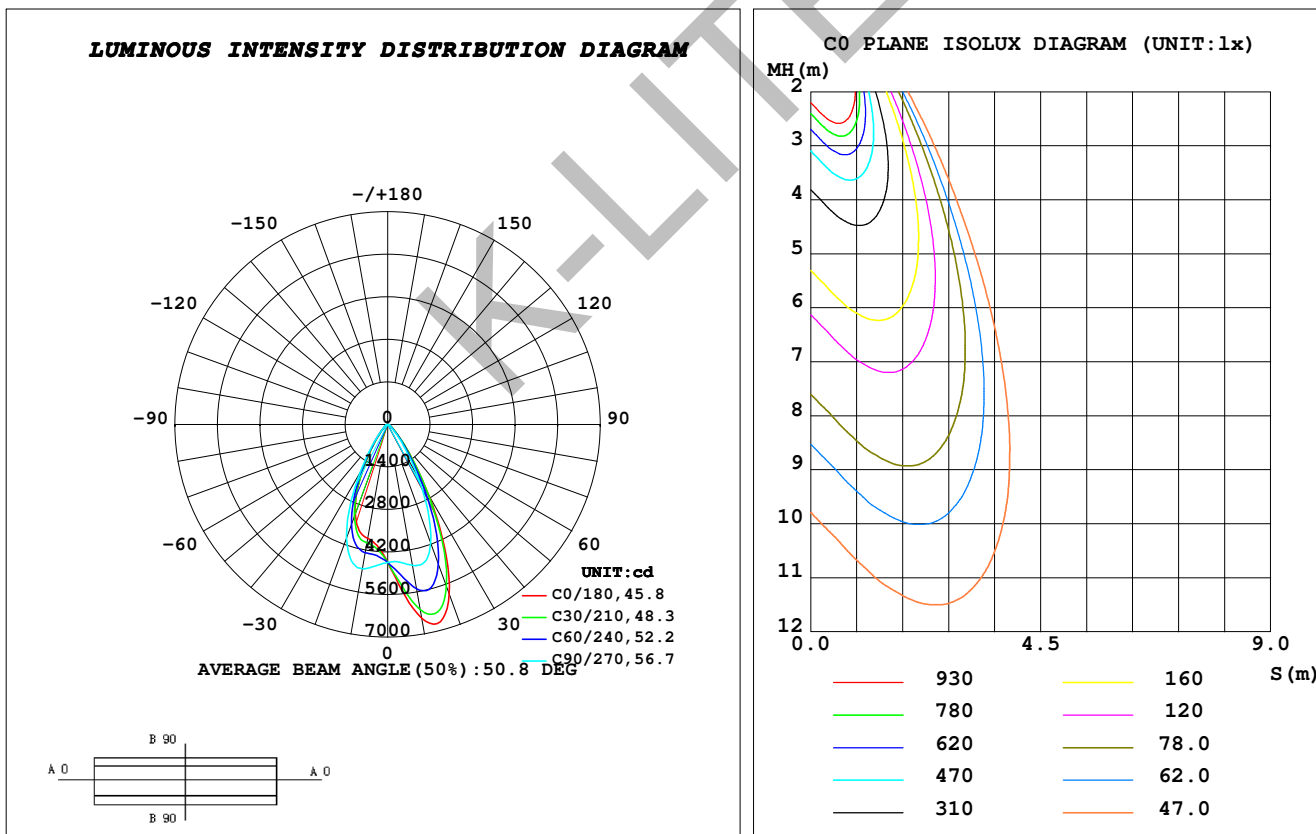 LUMINOUS INTENSITY DISTRIBUTION DIAGRAM
-/+180
-150
150
-120
120
-90
0
90
1400
2800
-60
4200
60
5600
-30
7000
30
0
UNIT:cd
C0/180,45.8
C30/210,48.3
C60/240,52.2
C90/270,56.7
AVERAGE BEAM ANGLE(50%):50.8 DEG
B 90
A 0
A 0
B 90
K-LITE
C0 PLANE ISOLUX DIAGRAM (UNIT:lx)
MH(m)
2
3
4
5
6
7
8
9
10
11
12
0.0
4.5
9.0
S(m)
930
160
780
120
620
78.0
470
62.0
310
47.0